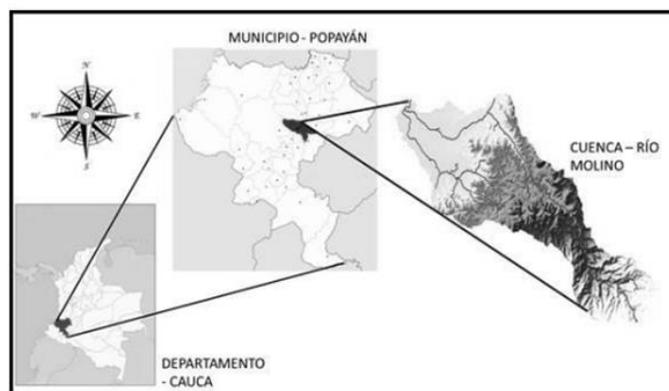 MUNICIPIO - POPAYÁN
N
W
E
S
CUENCA – RÍO
MOLINO
DEPARTAMENTO
- CAUCA